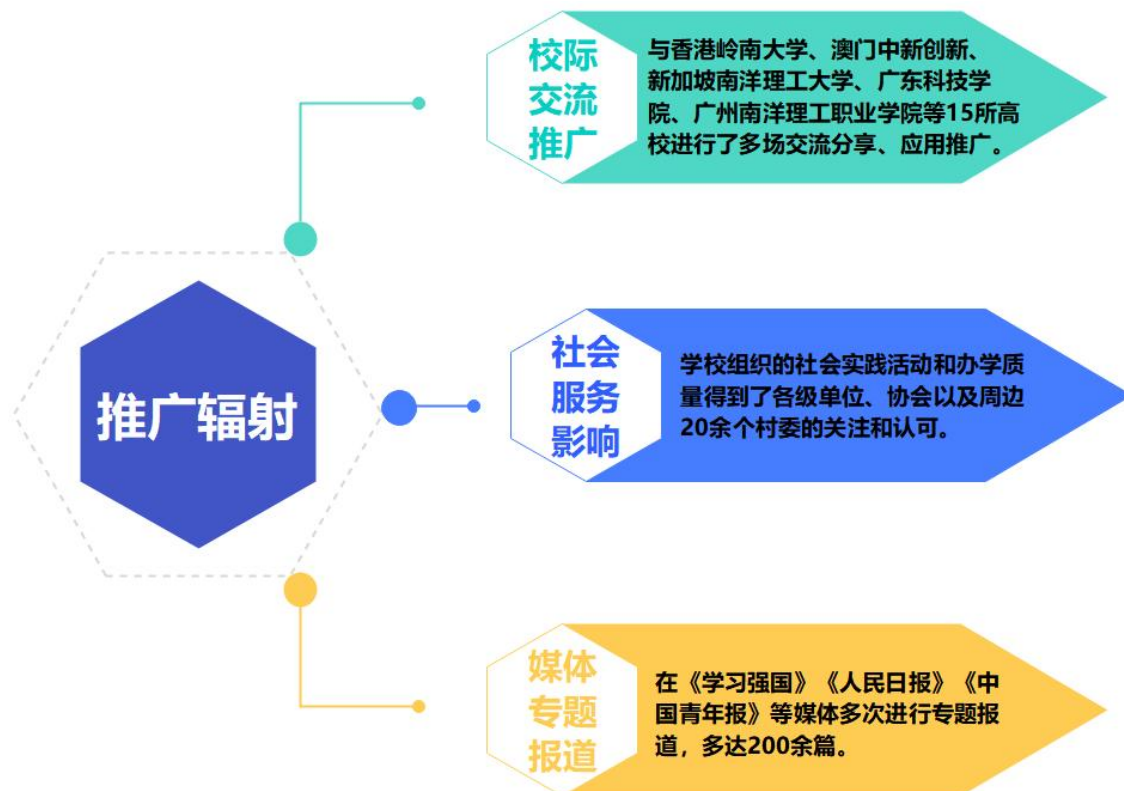 校际
交流
推广
与香港岭南大学、澳门中新创新、
新加坡南洋理工大学、广东科技学
院、广州南洋理工职业学院等15所高
校进行了多场交流分享、应用推广。
推广辐射
社会
服务
影响
学校组织的社会实践活动和办学质
量得到了各级单位、协会以及周边
20余个村委的关注和认可。
媒体
专题
报道
在《学习强国》《人民日报》《中
国青年报》等媒体多次进行专题报
道，多达200余篇。